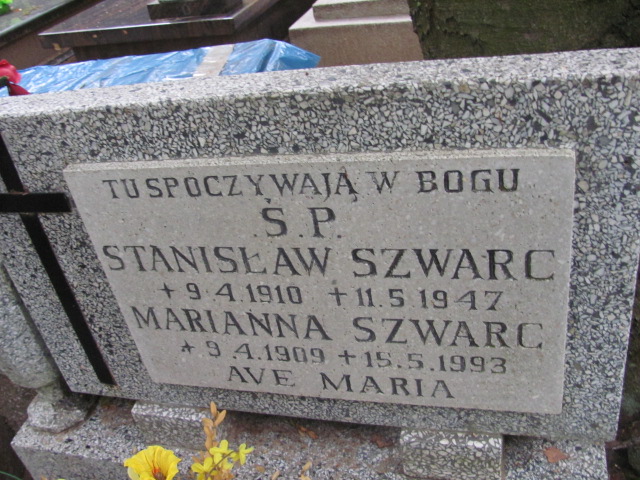 TU SPOCZYWAJĄ W BOGU
Ś.P.
STANISŁAW SZWARC
* 9.4.1910 + 11.5.1947
MARIANNA SZWARC
* 9.4.1909 + 15.5.1993
AVE MARIA